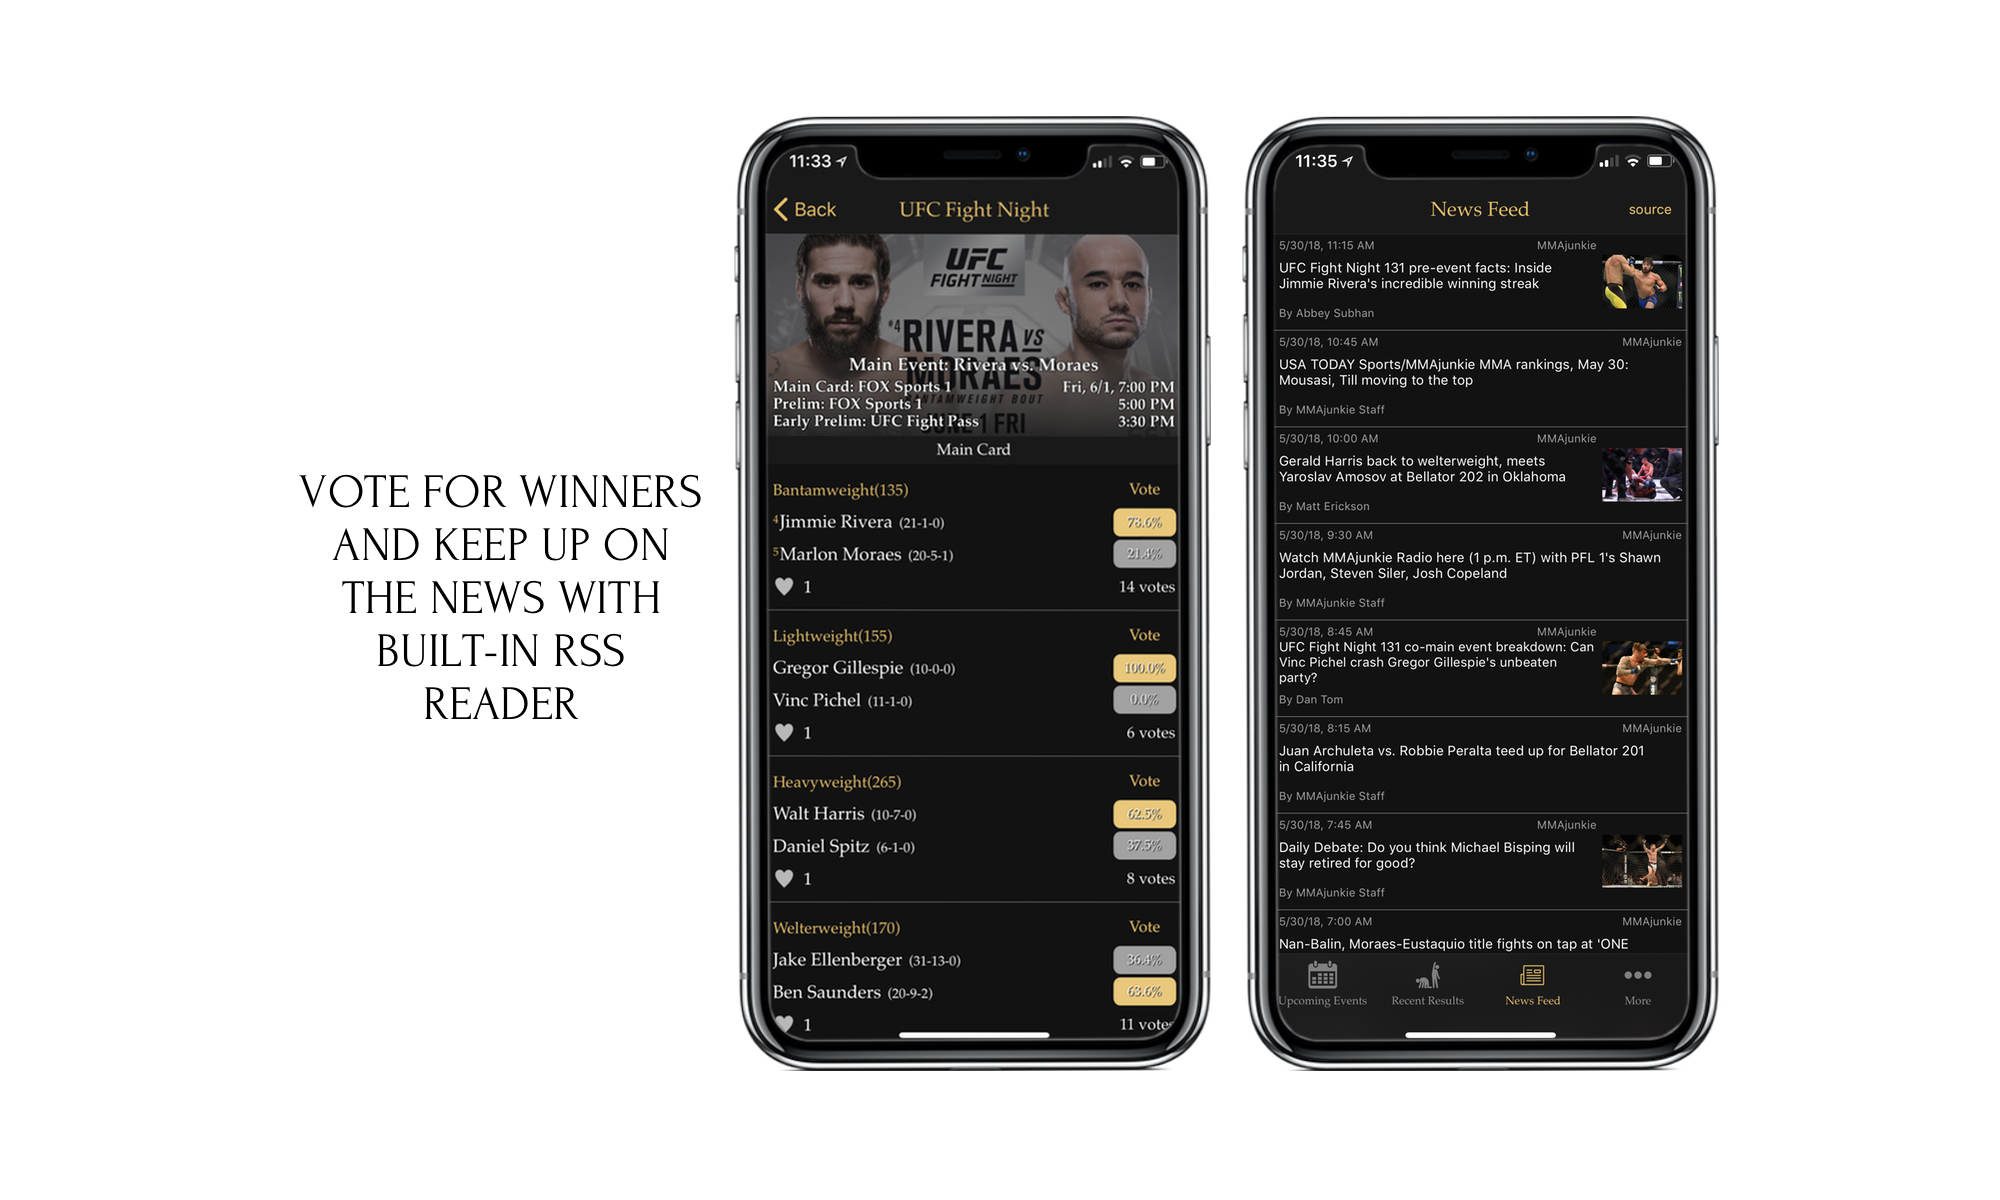 VOTE FOR WINNERS
AND KEEP UP ON
THE NEWS WITH
BUILT-IN RSS
READER
11:33
Back
UFC Fight Night
UFC
FIGHT NIGHT
#4 RIVERA VS
MORAES
BANTAMWEIGHT BOUT
JUNE 1 FRI
Main Event: Rivera vs. Moraes
Main Card: FOX Sports 1 Fri, 6/1, 7:00 PM
Prelim: FOX Sports 1 5:00 PM
Early Prelim: UFC Fight Pass 3:30 PM
Main Card
Bantamweight(135) Vote
4 Jimmie Rivera (21-1-0) 78.6%
5 Marlon Moraes (20-5-1) 21.4%
1 14 votes
Lightweight(155) Vote
Gregor Gillespie (10-0-0) 100.0%
Vinc Pichel (11-1-0) 0.0%
1 6 votes
Heavyweight(265) Vote
Walt Harris (10-7-0) 62.5%
Daniel Spitz (6-1-0) 37.5%
1 8 votes
Welterweight(170) Vote
Jake Ellenberger (31-13-0) 36.4%
Ben Saunders (20-9-2) 63.6%
1 11 votes
11:35
News Feed
source
5/30/18, 11:15 AM MMAjunkie
UFC Fight Night 131 pre-event facts: Inside
Jimmie Rivera's incredible winning streak
By Abbey Subhan
5/30/18, 10:45 AM MMAjunkie
USA TODAY Sports/MMAjunkie MMA rankings, May 30:
Mousasi, Till moving to the top
By MMAjunkie Staff
5/30/18, 10:00 AM MMAjunkie
Gerald Harris back to welterweight, meets
Yaroslav Amosov at Bellator 202 in Oklahoma
By Matt Erickson
5/30/18, 9:30 AM MMAjunkie
Watch MMAjunkie Radio here (1 p.m. ET) with PFL 1's Shawn
Jordan, Steven Siler, Josh Copeland
By MMAjunkie Staff
5/30/18, 8:45 AM MMAjunkie
UFC Fight Night 131 co-main event breakdown: Can
Vinc Pichel crash Gregor Gillespie's unbeaten
party?
By Dan Tom
5/30/18, 8:15 AM MMAjunkie
Juan Archuleta vs. Robbie Peralta teed up for Bellator 201
in California
By MMAjunkie Staff
5/30/18, 7:45 AM MMAjunkie
Daily Debate: Do you think Michael Bisping will
stay retired for good?
By MMAjunkie Staff
5/30/18, 7:00 AM MMAjunkie
Nan-Balin, Moraes-Eustaquio title fights on tap at 'ONE
Upcoming Events Recent Results News Feed More